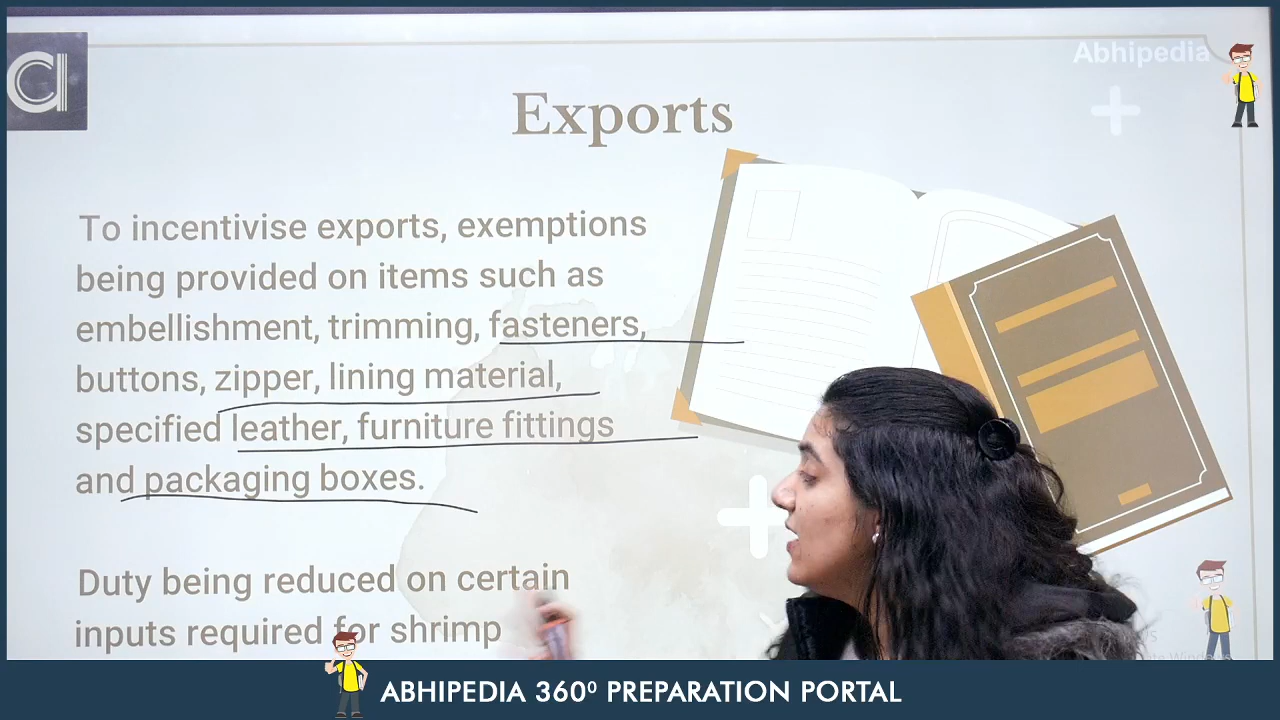 Abhipedia
Exports
To incentivise exports, exemptions
being provided on items such as
embellishment, trimming, fasteners,
buttons, zipper, lining material,
specified leather, furniture fittings
and packaging boxes.
Duty being reduced on certain
inputs required for shrimp
ABHIPEDIA 360⁰ PREPARATION PORTAL